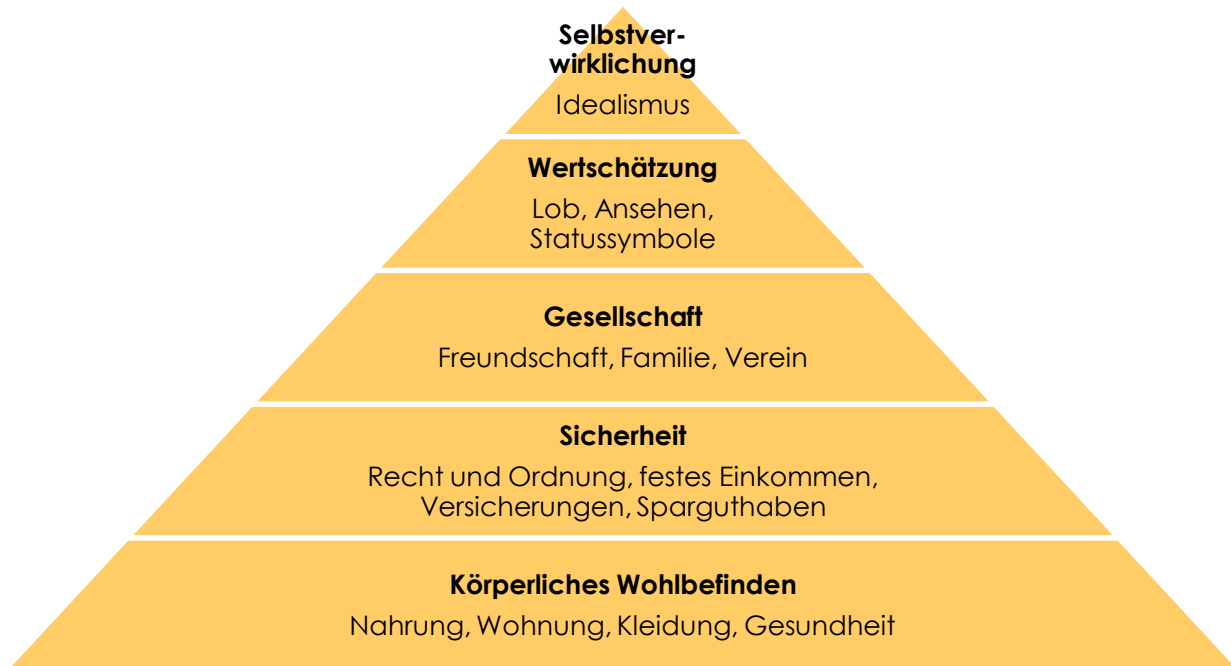 Selbstver-
wirklichung
Idealismus
Wertschätzung
Lob, Ansehen,
Statussymbole
Gesellschaft
Freundschaft, Familie, Verein
Sicherheit
Recht und Ordnung, festes Einkommen,
Versicherungen, Sparguthaben
Körperliches Wohlbefinden
Nahrung, Wohnung, Kleidung, Gesundheit